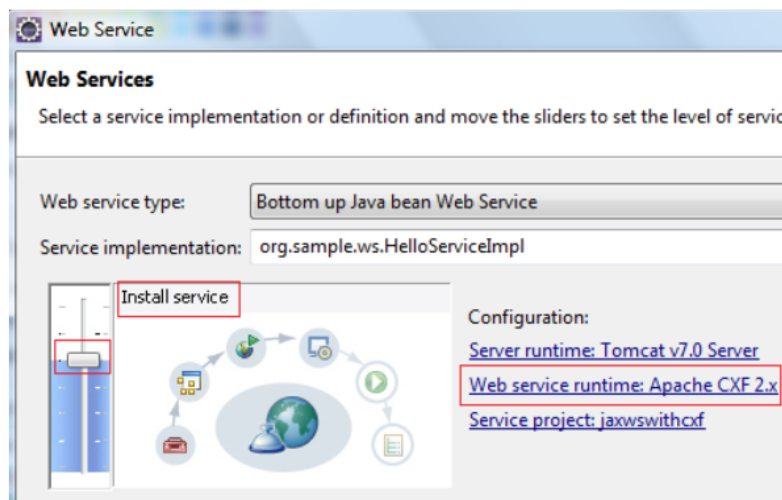 Web Service
Web Services
Select a service implementation or definition and move the sliders to set the level of servic
Web service type:
Bottom up Java bean Web Service
Service implementation:
org.sample.ws.HelloServiceImpl
Install service
Configuration:
Server runtime: Tomcat v7.0 Server
Web service runtime: Apache CXF 2.x
Service project: jaxwswithcxf